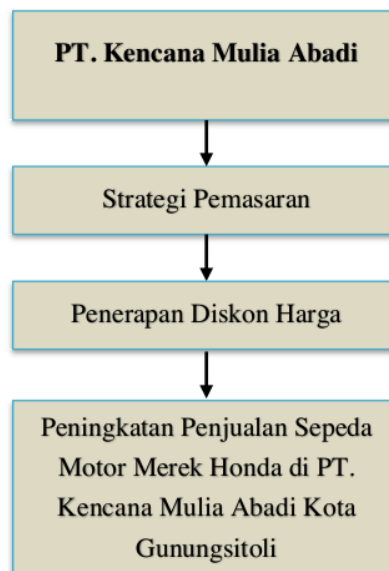 PT. Kencana Mulia Abadi
Strategi Pemasaran
Penerapan Diskon Harga
Peningkatan Penjualan Sepeda
Motor Merek Honda di PT.
Kencana Mulia Abadi Kota
Gunungsitoli